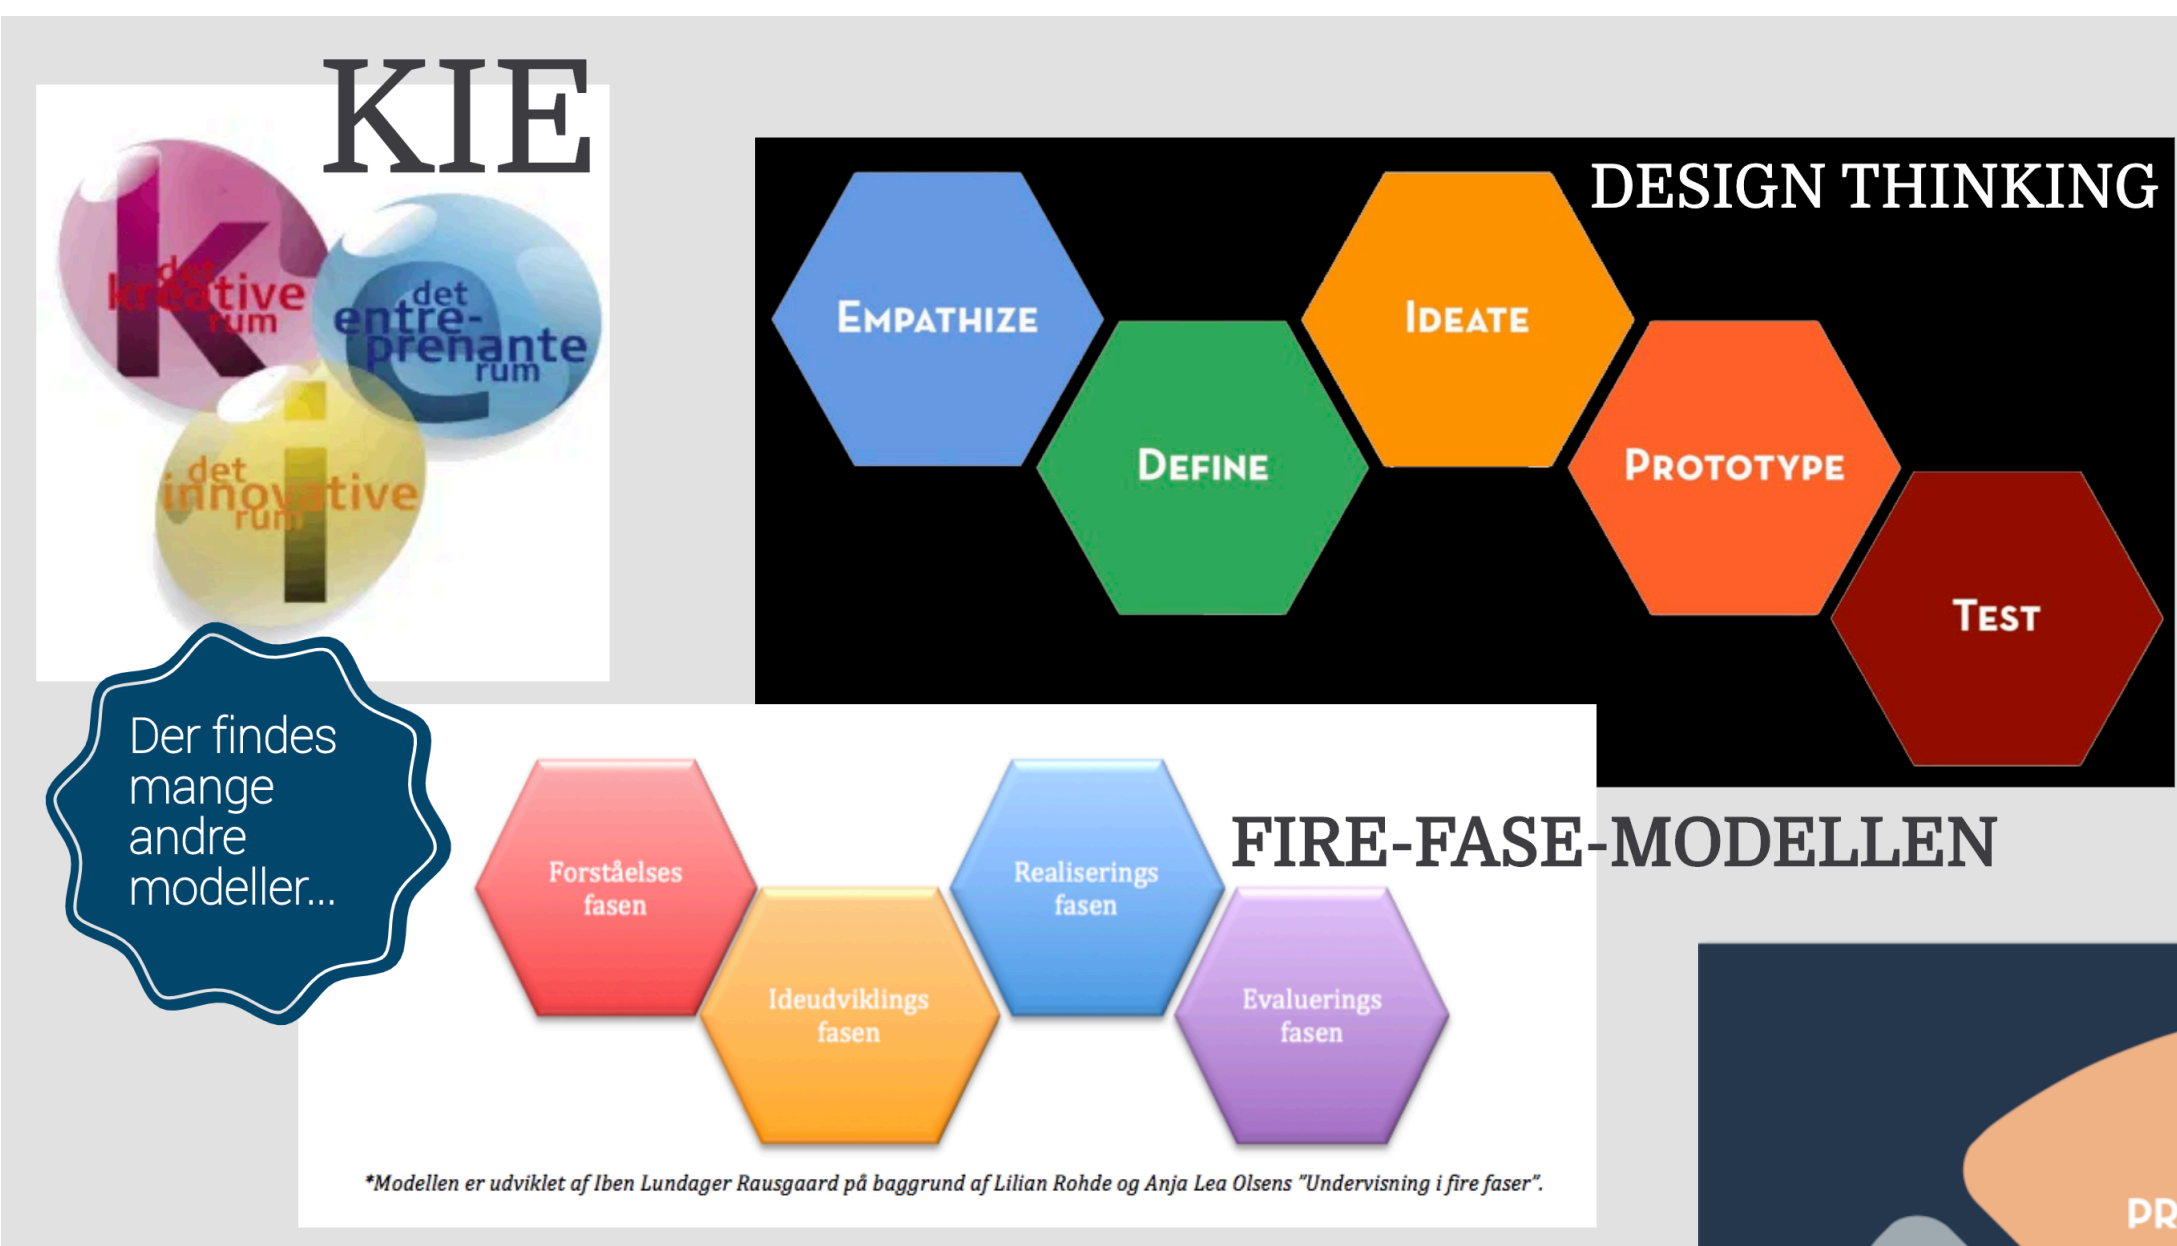 KIE
k
det
kreative
rum
e
det
entre-
prenante
rum
i
det
innovative
rum
DESIGN THINKING
EMPATHIZE
DEFINE
IDEATE
PROTOTYPE
TEST
Der findes
mange
andre
modeller...
FIRE-FASE-MODELLEN
Forståelses
fasen
Ideudviklings
fasen
Realiserings
fasen
Evaluerings
fasen
*Modellen er udviklet af Iben Lundager Rausgaard på baggrund af Lilian Rohde og Anja Lea Olsens "Undervisning i fire faser".
PR